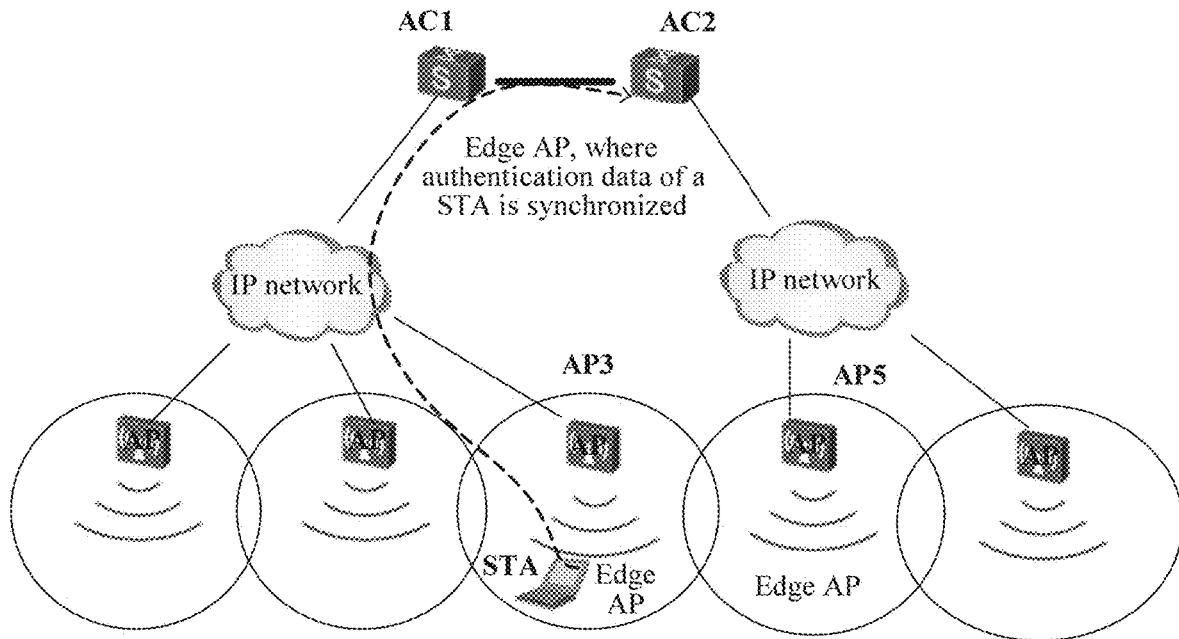 AC1
AC2
S
S
Edge AP, where
authentication data of a
STA is synchronized
IP network
IP network
AP3
AP5
AP
AP
AP
AP
AP
STA
Edge
AP
Edge AP